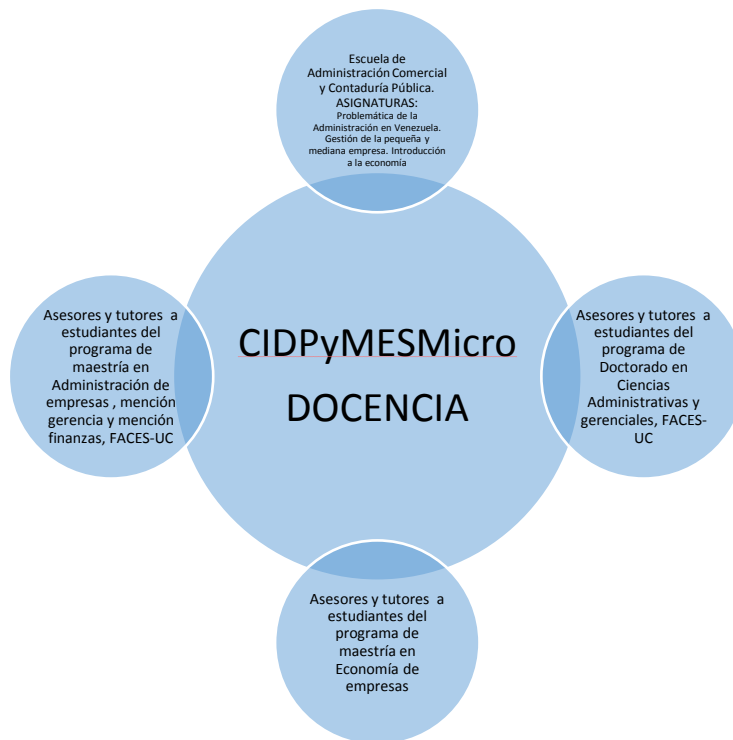 Escuela de
Administración Comercial
y Contaduría Pública.
ASIGNATURAS:
Problemática de la
Administración en Venezuela.
Gestión de la pequeña y
mediana empresa. Introducción
a la economía
Asesores y tutores a
estudiantes del
programa de
maestría en
Administración de
empresas , mención
gerencia y mención
finanzas, FACES-UC
CIDPyMESMicro
DOCENCIA
Asesores y tutores a
estudiantes del
programa de
Doctorado en
Ciencias
Administrativas y
gerenciales, FACES-
UC
Asesores y tutores a
estudiantes del
programa de
maestría en
Economía de
empresas